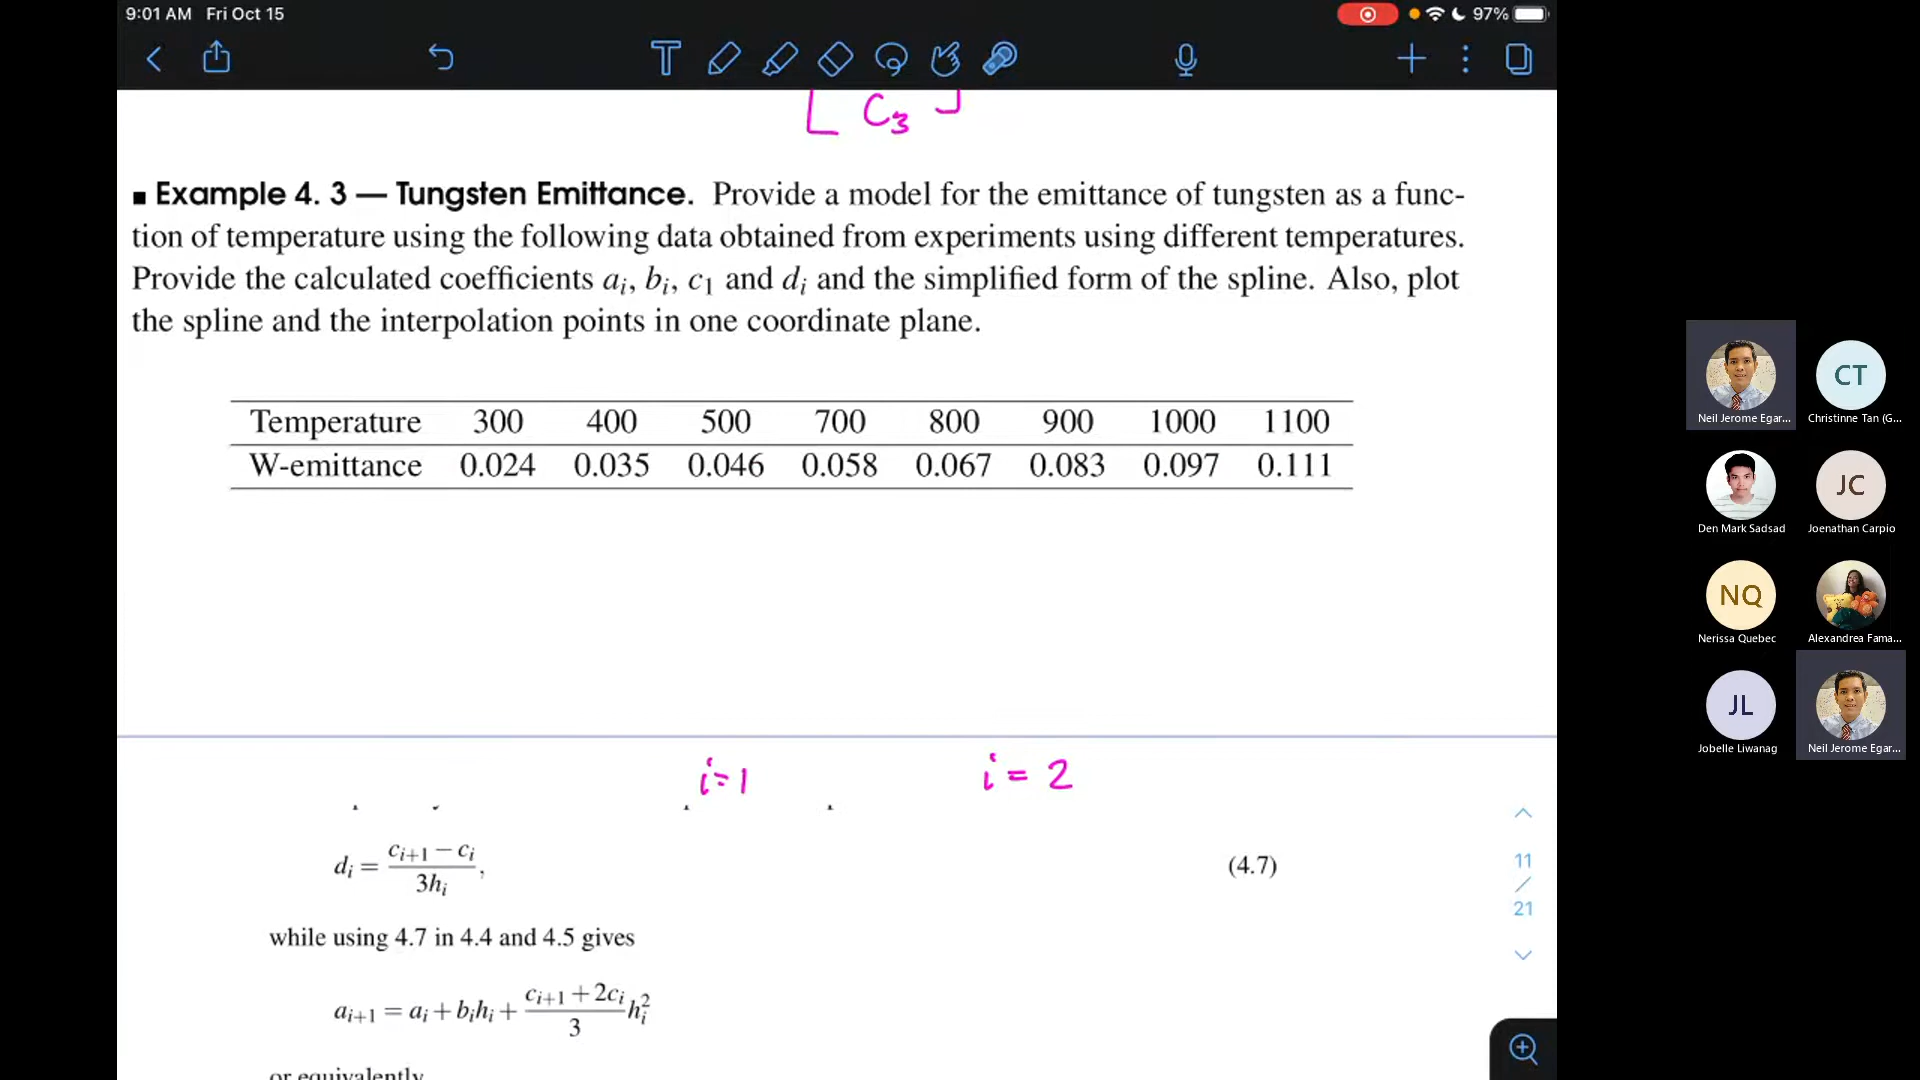 9:01 AM Fri Oct 15
97%
[ C3 ]
▪ Example 4. 3 — Tungsten Emittance. Provide a model for the emittance of tungsten as a func-
tion of temperature using the following data obtained from experiments using different temperatures.
Provide the calculated coefficients aᵢ, bᵢ, c₁ and dᵢ and the simplified form of the spline. Also, plot
the spline and the interpolation points in one coordinate plane.
Temperature 300 400 500 700 800 900 1000 1100
W-emittance 0.024 0.035 0.046 0.058 0.067 0.083 0.097 0.111
i=1 i = 2
dᵢ = (cᵢ₊₁ − cᵢ)/(3hᵢ), (4.7)
while using 4.7 in 4.4 and 4.5 gives
aᵢ₊₁ = aᵢ + bᵢhᵢ + (cᵢ₊₁ + 2cᵢ)/3 hᵢ²
or equivalently
11
/
21
Neil Jerome Egar...
CT
Christinne Tan (G...
Den Mark Sadsad
JC
Joenathan Carpio
NQ
Nerissa Quebec
Alexandrea Fama...
JL
Jobelle Liwanag
Neil Jerome Egar...